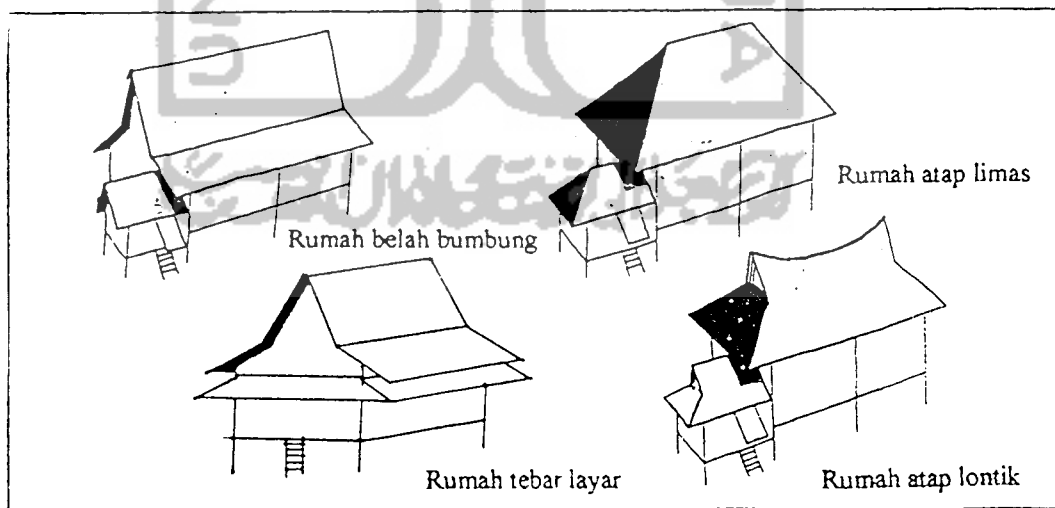 Rumah atap limas
Rumah belah bumbung
Rumah tebar layar
Rumah atap lontik